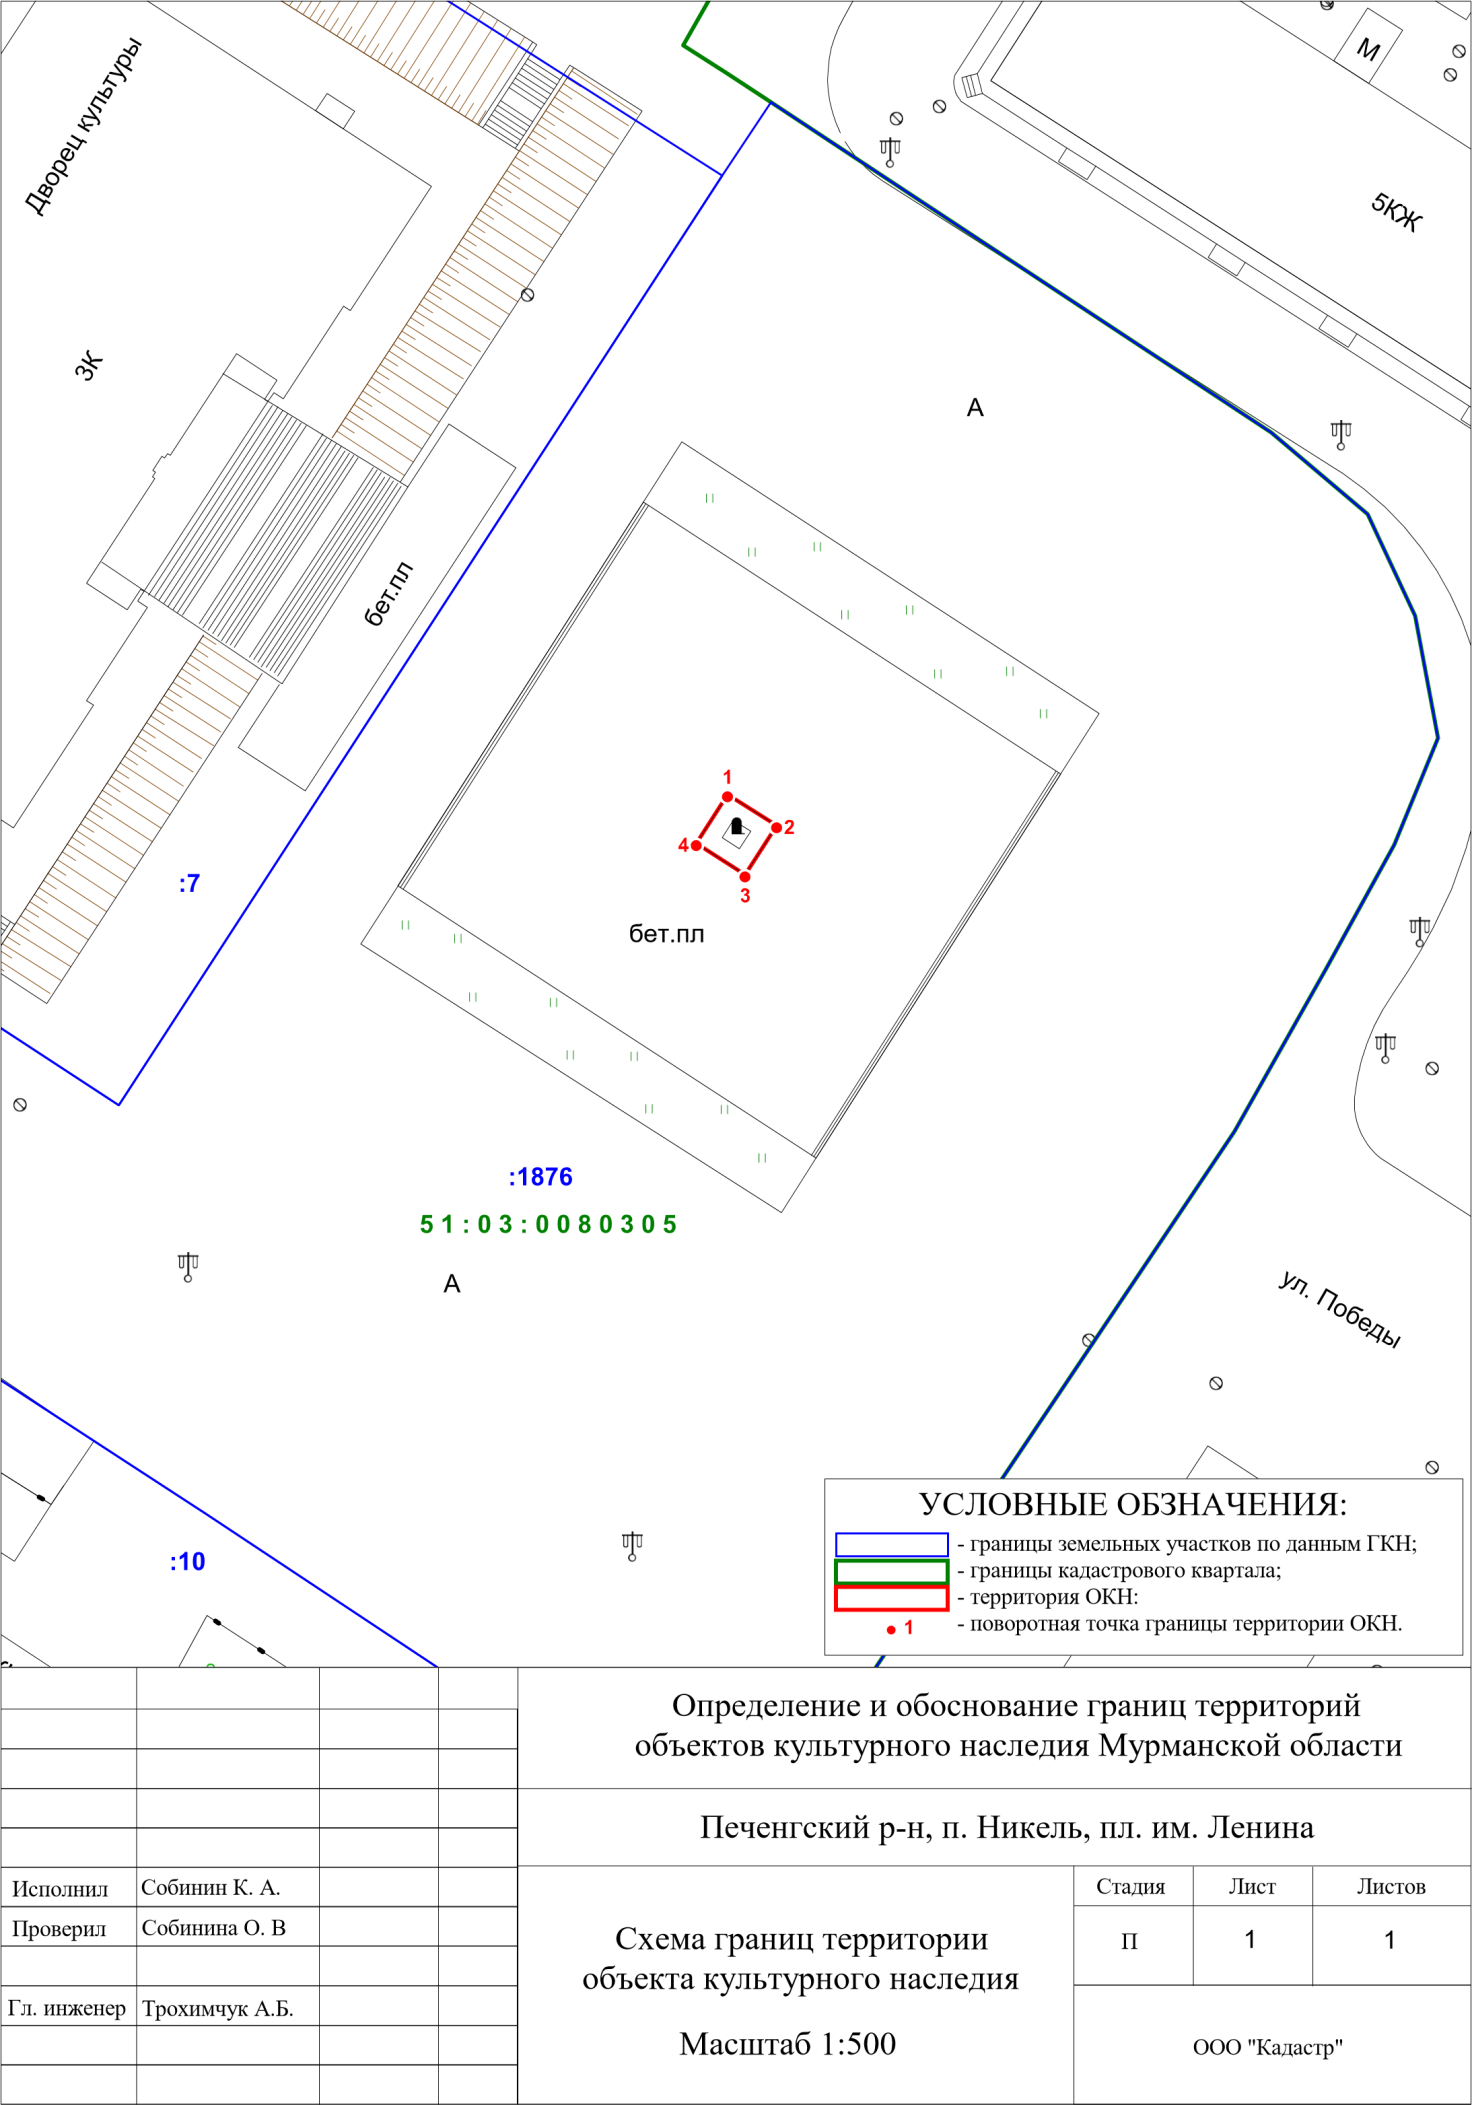 Дворец культуры
М
5КЖ
3К
А
бет.пл
1
2
4
3
:7
бет.пл
:1876
51:03:0080305
А
ул. Победы
:10
УСЛОВНЫЕ ОБЗНАЧЕНИЯ:
- границы земельных участков по данным ГКН;
- границы кадастрового квартала;
- территория ОКН:
1 - поворотная точка границы территории ОКН.
Определение и обоснование границ территорий
объектов культурного наследия Мурманской области
Печенгский р-н, п. Никель, пл. им. Ленина
Исполнил Собинин К. А.
Проверил Собинина О. В
Гл. инженер Трохимчук А.Б.
Схема границ территории
объекта культурного наследия
Масштаб 1:500
Стадия Лист Листов
П 1 1
ООО "Кадастр"